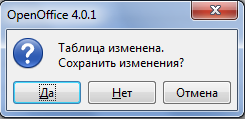 OpenOffice 4.0.1
Таблица изменена.
Сохранить изменения?
Да Нет Отмена